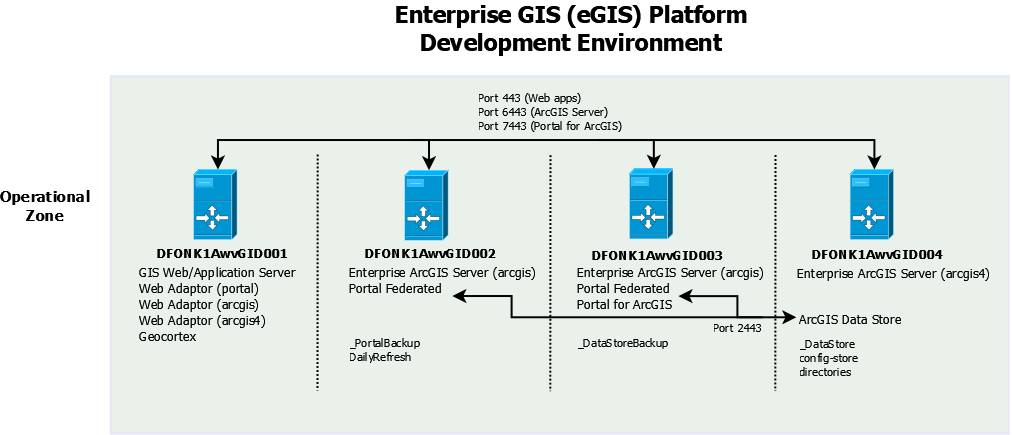 Enterprise GIS (eGIS) Platform
Development Environment
Port 443 (Web apps)
Port 6443 (ArcGIS Server)
Port 7443 (Portal for ArcGIS)
Operational
Zone
DFONK1AwvGID001
GIS Web/Application Server
Web Adaptor (portal)
Web Adaptor (arcgis)
Web Adaptor (arcgis4)
Geocortex
DFONK1AwvGID002
Enterprise ArcGIS Server (arcgis)
Portal Federated
_PortalBackup
DailyRefresh
DFONK1AwvGID003
Enterprise ArcGIS Server (arcgis)
Portal Federated
Portal for ArcGIS
_DataStoreBackup
Port 2443
DFONK1AwvGID004
Enterprise ArcGIS Server (arcgis4)
ArcGIS Data Store
_DataStore
config-store
directories